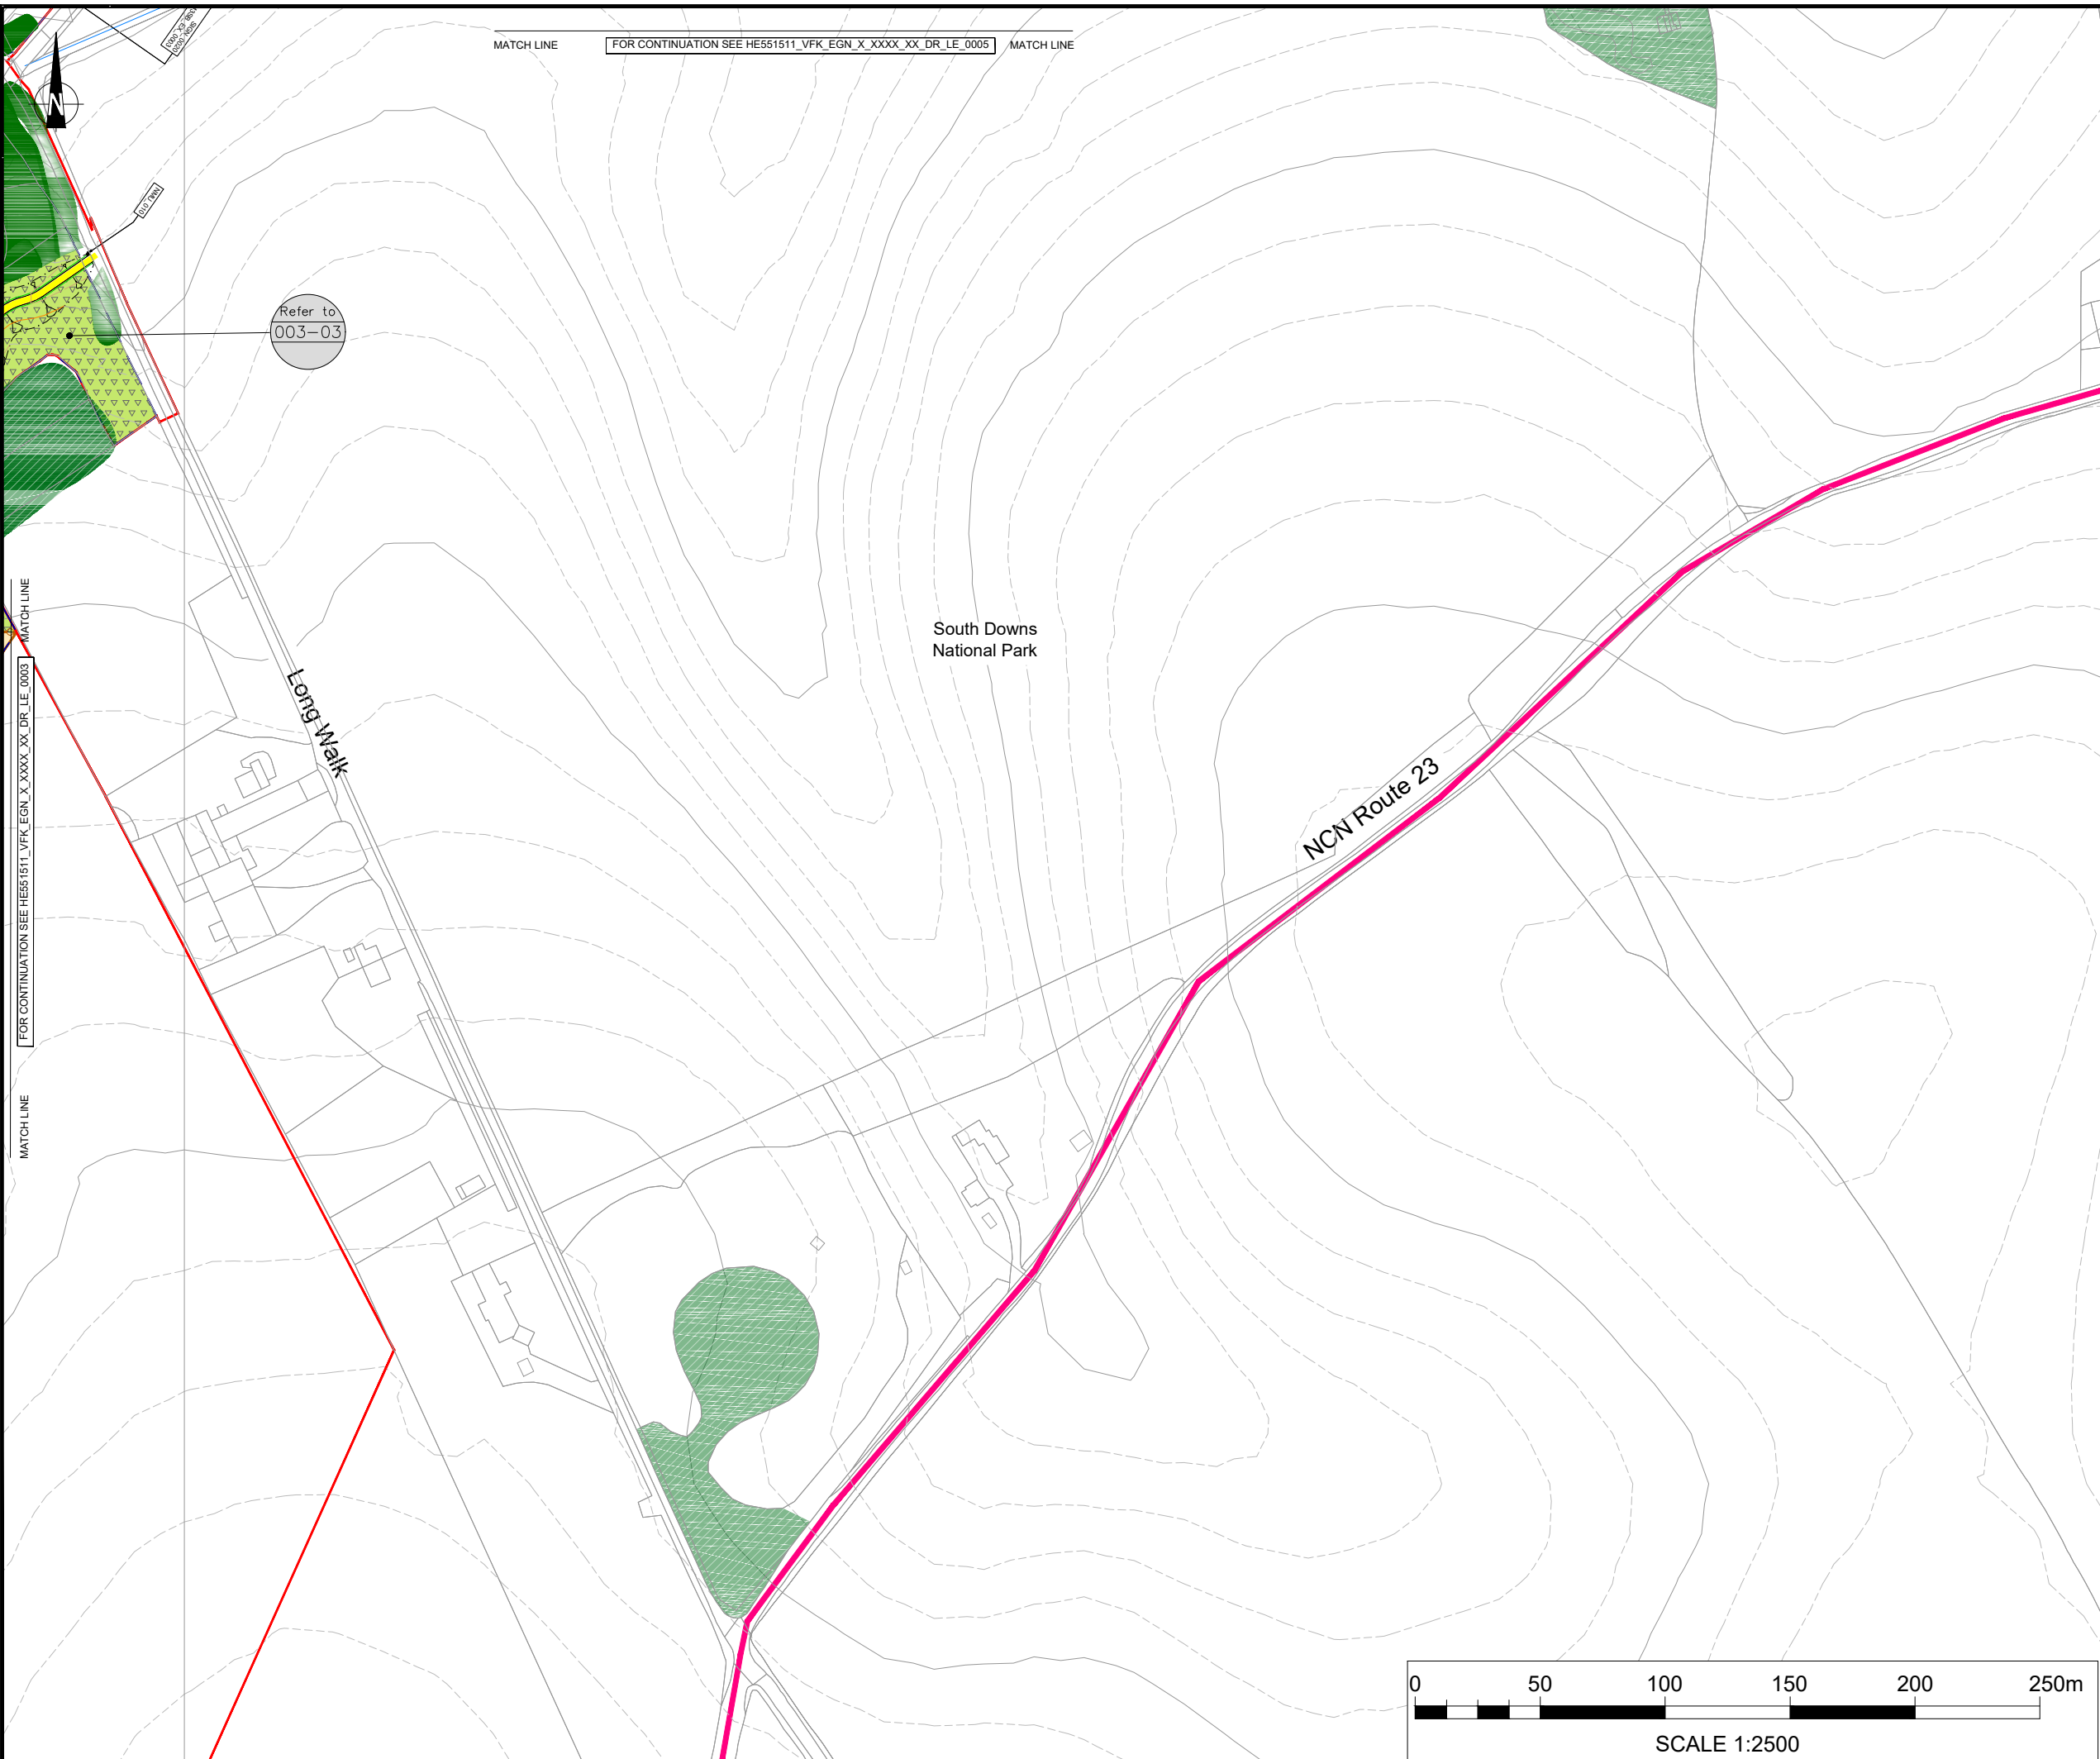 MATCH LINE
FOR CONTINUATION SEE HE551511_VFK_EGN_X_XXXX_XX_DR_LE_0005
MATCH LINE
N
NMU_010
Refer to
003-03
MATCH LINE
FOR CONTINUATION SEE HE551511_VFK_EGN_X_XXXX_XX_DR_LE_0003
MATCH LINE
South Downs
National Park
Long Walk
NCN Route 23
0 50 100 150 200 250m
SCALE 1:2500